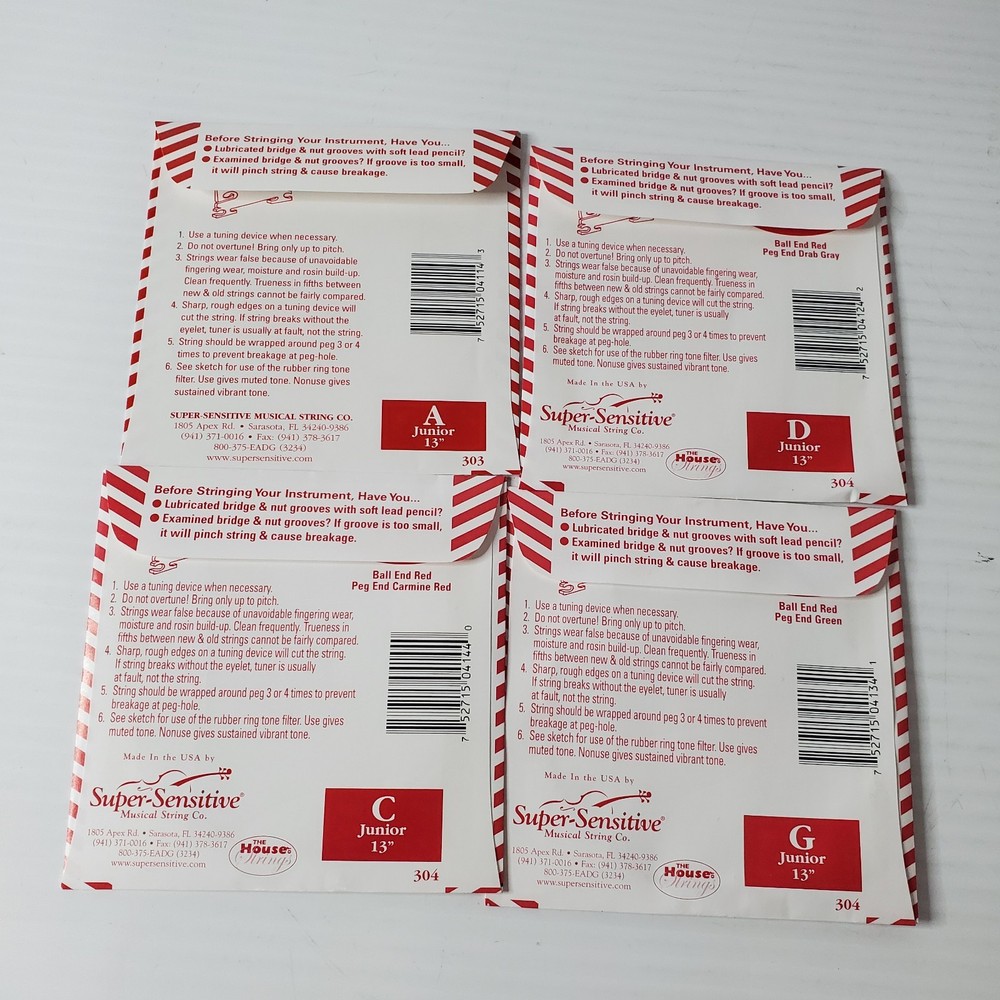 Before Stringing Your Instrument, Have You...
● Lubricated bridge & nut grooves with soft lead pencil?
● Examined bridge & nut grooves? If groove is too small,
it will pinch string & cause breakage.
1. Use a tuning device when necessary.
2. Do not overtune! Bring only up to pitch.
3. Strings wear false because of unavoidable
fingering wear, moisture and rosin build-up.
Clean frequently. Trueness in fifths between
new & old strings cannot be fairly compared.
4. Sharp, rough edges on a tuning device will
cut the string. If string breaks without the
eyelet, tuner is usually at fault, not the string.
5. String should be wrapped around peg 3 or 4
times to prevent breakage at peg-hole.
6. See sketch for use of the rubber ring tone
filter. Use gives muted tone. Nonuse gives
sustained vibrant tone.
SUPER-SENSITIVE MUSICAL STRING CO.
1805 Apex Rd. • Sarasota, FL 34240-9386
(941) 371-0016 • Fax: (941) 378-3617
800-375-EADG (3234)
www.supersensitive.com
7 52715 04114 3
A
Junior
13”
303
Before Stringing Your Instrument, Have You...
● Lubricated bridge & nut grooves with soft lead pencil?
● Examined bridge & nut grooves? If groove is too small,
it will pinch string & cause breakage.
Ball End Red
Peg End Drab Gray
1. Use a tuning device when necessary.
2. Do not overtune! Bring only up to pitch.
3. Strings wear false because of unavoidable fingering wear,
moisture and rosin build-up. Clean frequently. Trueness in
fifths between new & old strings cannot be fairly compared.
4. Sharp, rough edges on a tuning device will cut the string.
If string breaks without the eyelet, tuner is usually
at fault, not the string.
5. String should be wrapped around peg 3 or 4 times to prevent
breakage at peg-hole.
6. See sketch for use of the rubber ring tone filter. Use gives
muted tone. Nonuse gives sustained vibrant tone.
7 52715 04124 2
Made In the USA by
Super-Sensitive®
Musical String Co.
1805 Apex Rd. • Sarasota, FL 34240-9386
(941) 371-0016 • Fax: (941) 378-3617
800-375-EADG (3234)
www.supersensitive.com
THE
House of
Strings
D
Junior
13”
304
Before Stringing Your Instrument, Have You...
● Lubricated bridge & nut grooves with soft lead pencil?
● Examined bridge & nut grooves? If groove is too small,
it will pinch string & cause breakage.
Ball End Red
Peg End Carmine Red
1. Use a tuning device when necessary.
2. Do not overtune! Bring only up to pitch.
3. Strings wear false because of unavoidable fingering wear,
moisture and rosin build-up. Clean frequently. Trueness in
fifths between new & old strings cannot be fairly compared.
4. Sharp, rough edges on a tuning device will cut the string.
If string breaks without the eyelet, tuner is usually
at fault, not the string.
5. String should be wrapped around peg 3 or 4 times to prevent
breakage at peg-hole.
6. See sketch for use of the rubber ring tone filter. Use gives
muted tone. Nonuse gives sustained vibrant tone.
7 52715 04144 0
Made In the USA by
Super-Sensitive®
Musical String Co.
1805 Apex Rd. • Sarasota, FL 34240-9386
(941) 371-0016 • Fax: (941) 378-3617
800-375-EADG (3234)
www.supersensitive.com
THE
House of
Strings
C
Junior
13”
304
Before Stringing Your Instrument, Have You...
● Lubricated bridge & nut grooves with soft lead pencil?
● Examined bridge & nut grooves? If groove is too small,
it will pinch string & cause breakage.
Ball End Red
Peg End Green
1. Use a tuning device when necessary.
2. Do not overtune! Bring only up to pitch.
3. Strings wear false because of unavoidable fingering wear,
moisture and rosin build-up. Clean frequently. Trueness in
fifths between new & old strings cannot be fairly compared.
4. Sharp, rough edges on a tuning device will cut the string.
If string breaks without the eyelet, tuner is usually
at fault, not the string.
5. String should be wrapped around peg 3 or 4 times to prevent
breakage at peg-hole.
6. See sketch for use of the rubber ring tone filter. Use gives
muted tone. Nonuse gives sustained vibrant tone.
7 52715 04134 1
Made In the USA by
Super-Sensitive®
Musical String Co.
1805 Apex Rd. • Sarasota, FL 34240-9386
(941) 371-0016 • Fax: (941) 378-3617
800-375-EADG (3234)
www.supersensitive.com
THE
House of
Strings
G
Junior
13”
304